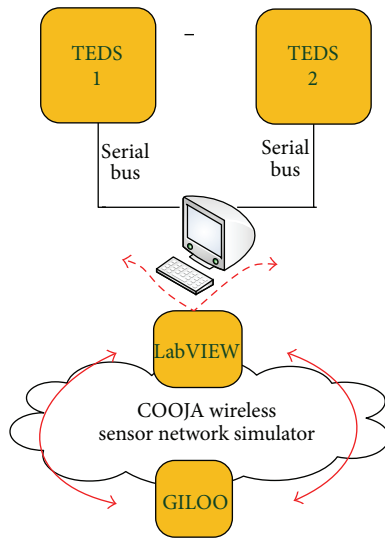 TEDS
1
–
TEDS
2
Serial
bus
Serial
bus
LabVIEW
COOJA wireless
sensor network simulator
GILOO